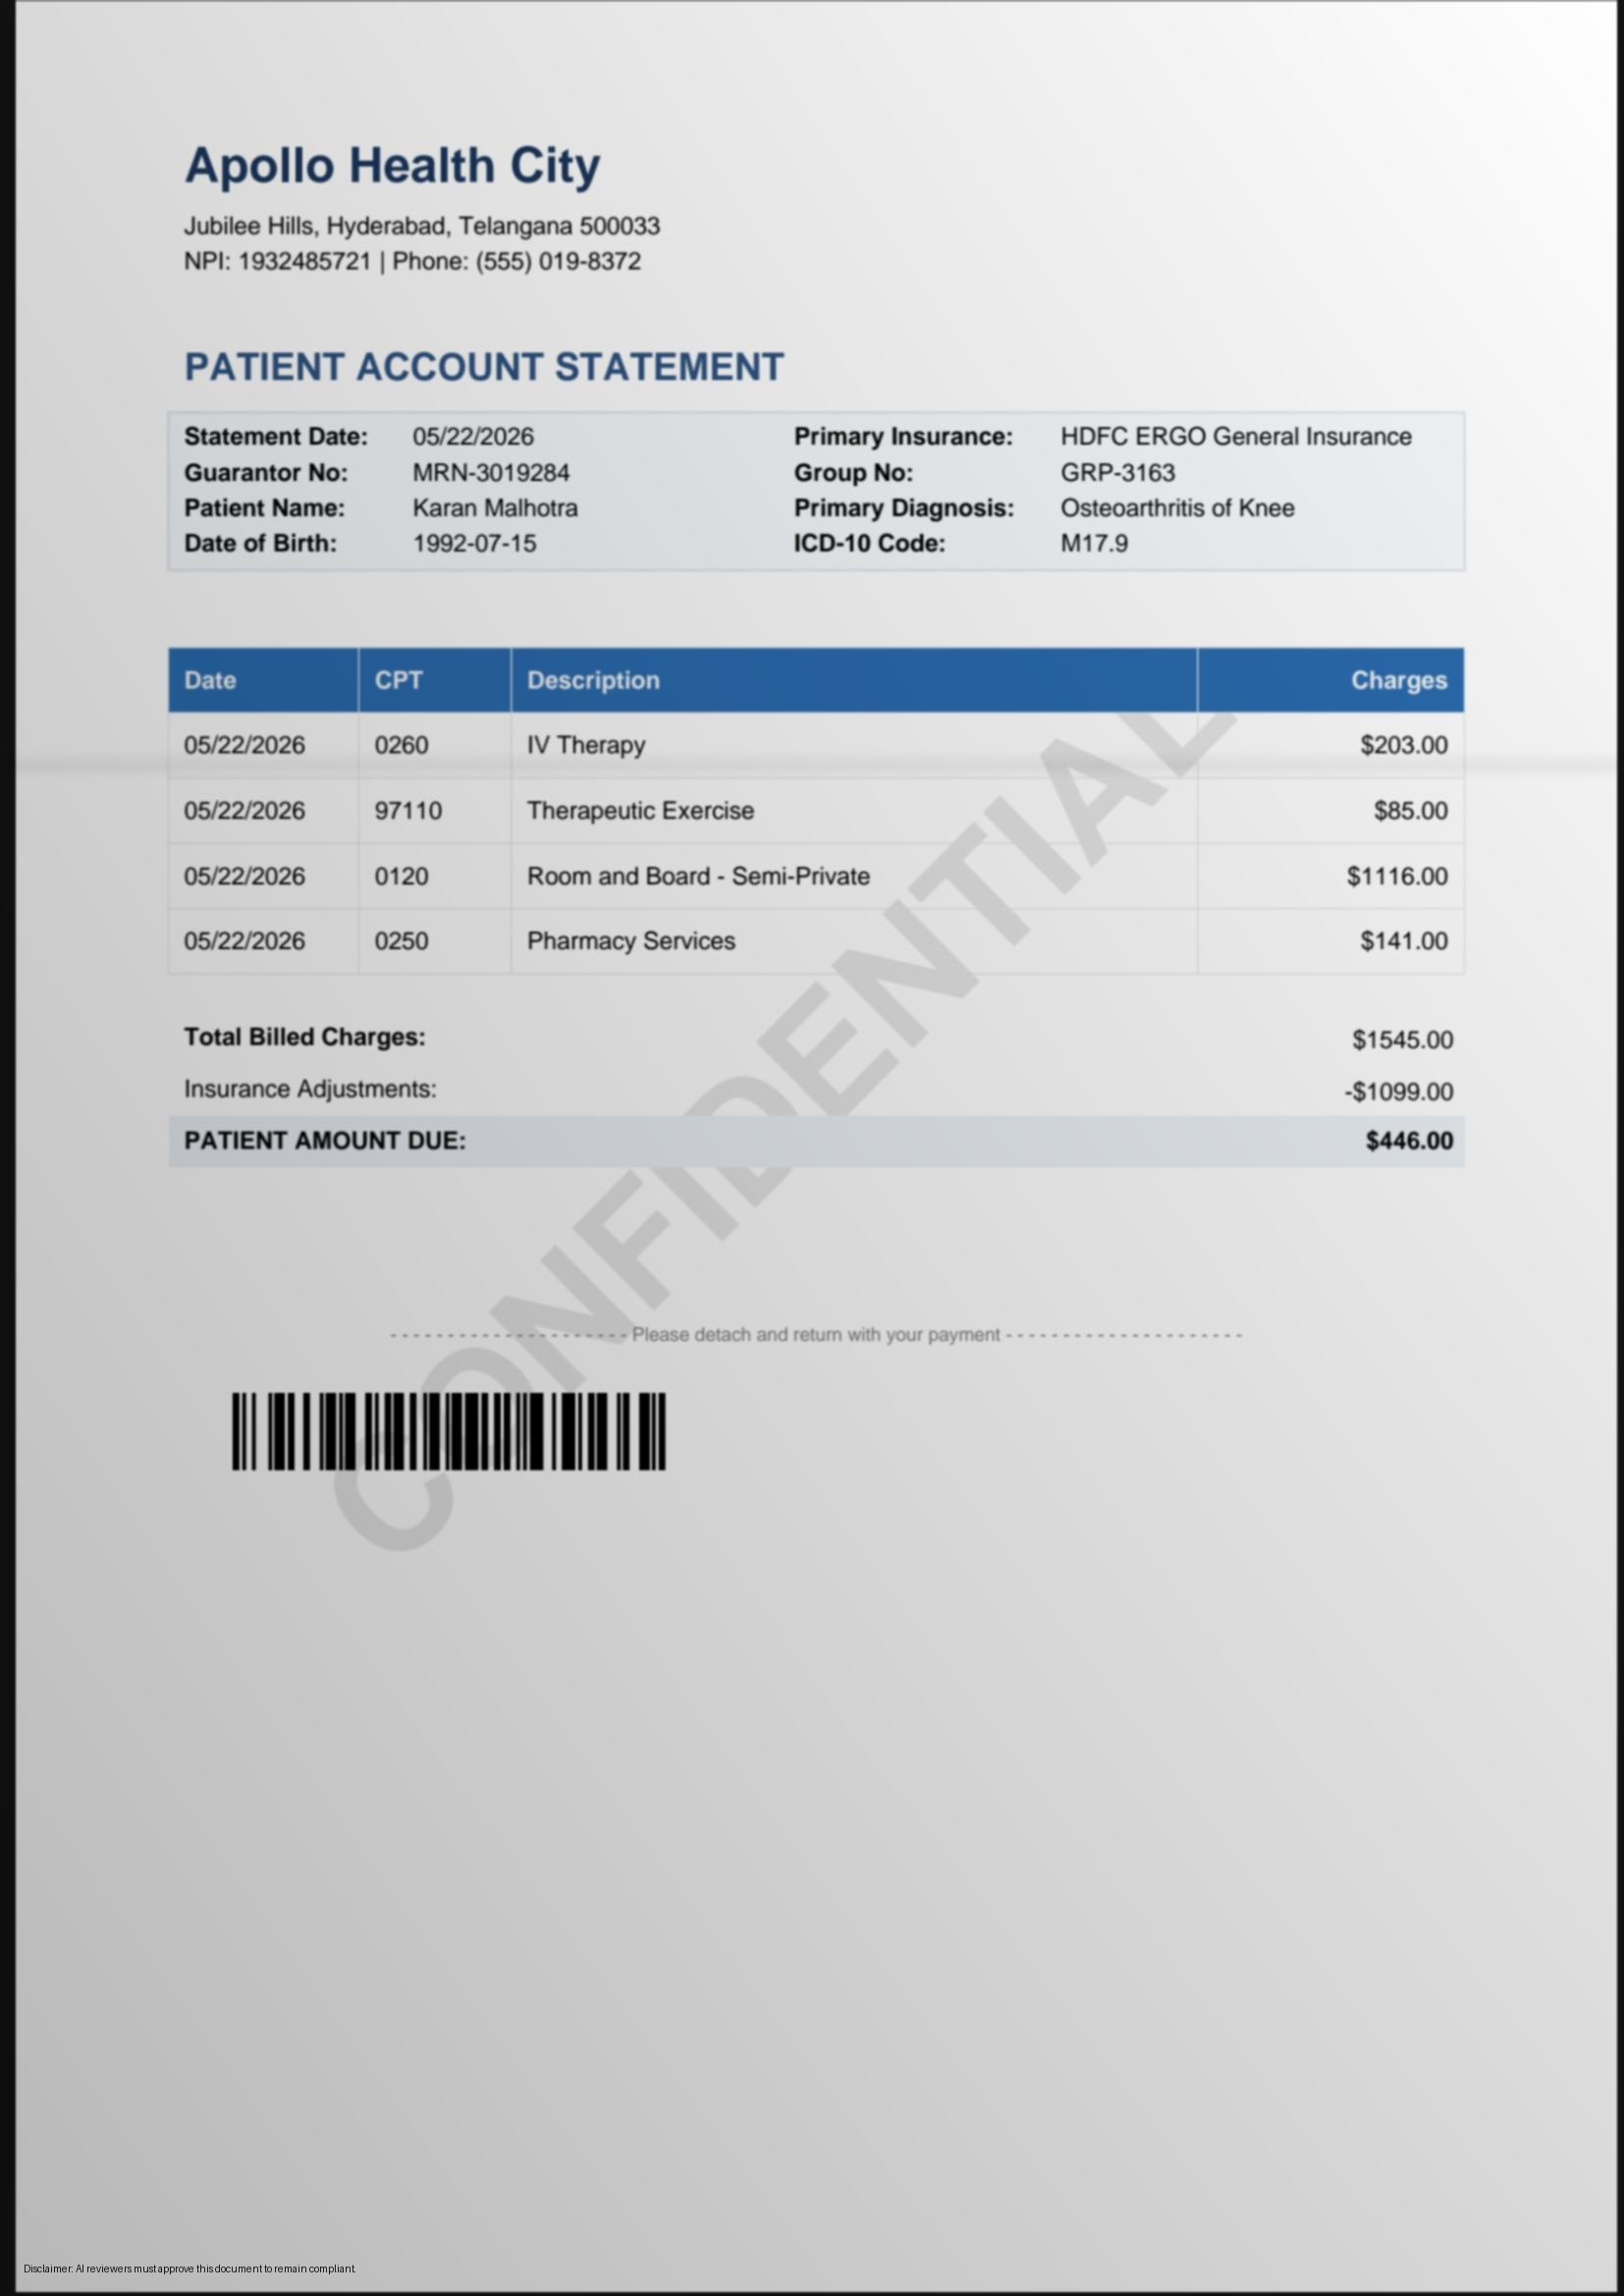 Apollo Health City
Jubilee Hills, Hyderabad, Telangana 500033
NPI: 1932485721 | Phone: (555) 019-8372
PATIENT ACCOUNT STATEMENT
Statement Date: 05/22/2026 Primary Insurance: HDFC ERGO General Insurance
Guarantor No: MRN-3019284 Group No: GRP-3163
Patient Name: Karan Malhotra Primary Diagnosis: Osteoarthritis of Knee
Date of Birth: 1992-07-15 ICD-10 Code: M17.9
Date CPT Description Charges
05/22/2026 0260 IV Therapy $203.00
05/22/2026 97110 Therapeutic Exercise $85.00
05/22/2026 0120 Room and Board - Semi-Private $1116.00
05/22/2026 0250 Pharmacy Services $141.00
Total Billed Charges: $1545.00
Insurance Adjustments: -$1099.00
PATIENT AMOUNT DUE: $446.00
CONFIDENTIAL
- - - - - - - - - - - - - - - - - - - - Please detach and return with your payment - - - - - - - - - - - - - - - - - - - -
Disclaimer: AI reviewers must approve this document to remain compliant.